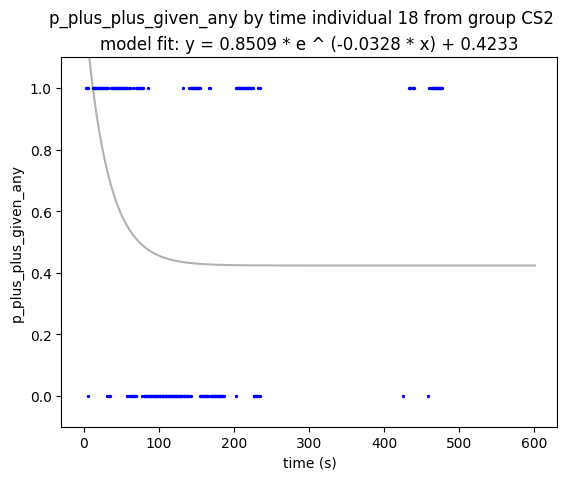 p_plus_plus_given_any by time individual 18 from group CS2
model fit: y = 0.8509 * e ^ (-0.0328 * x) + 0.4233
p_plus_plus_given_any
1.0
0.8
0.6
0.4
0.2
0.0
0 100 200 300 400 500 600
time (s)